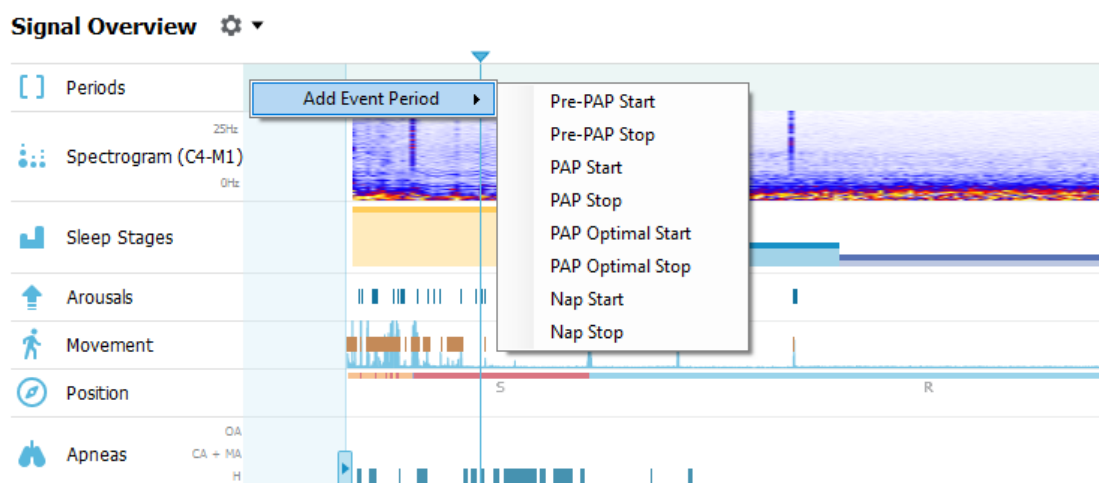 Signal Overview
Periods
Add Event Period
Pre-PAP Start
Pre-PAP Stop
PAP Start
PAP Stop
PAP Optimal Start
PAP Optimal Stop
Nap Start
Nap Stop
25Hz
Spectrogram (C4-M1)
0Hz
Sleep Stages
Arousals
Movement
Position
S
R
OA
Apneas
CA + MA
H